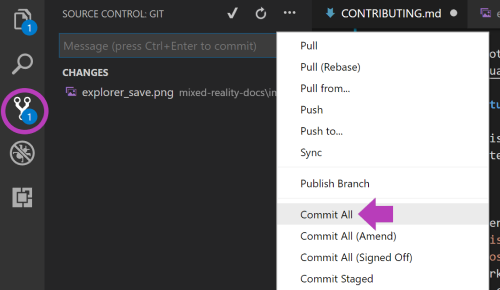 SOURCE CONTROL: GIT
CONTRIBUTING.md
1
Message (press Ctrl+Enter to commit)
CHANGES
explorer_save.png mixed-reality-docs\im
1
Pull
Pull (Rebase)
Pull from...
Push
Push to...
Sync
Publish Branch
Commit All
Commit All (Amend)
Commit All (Signed Off)
Commit Staged